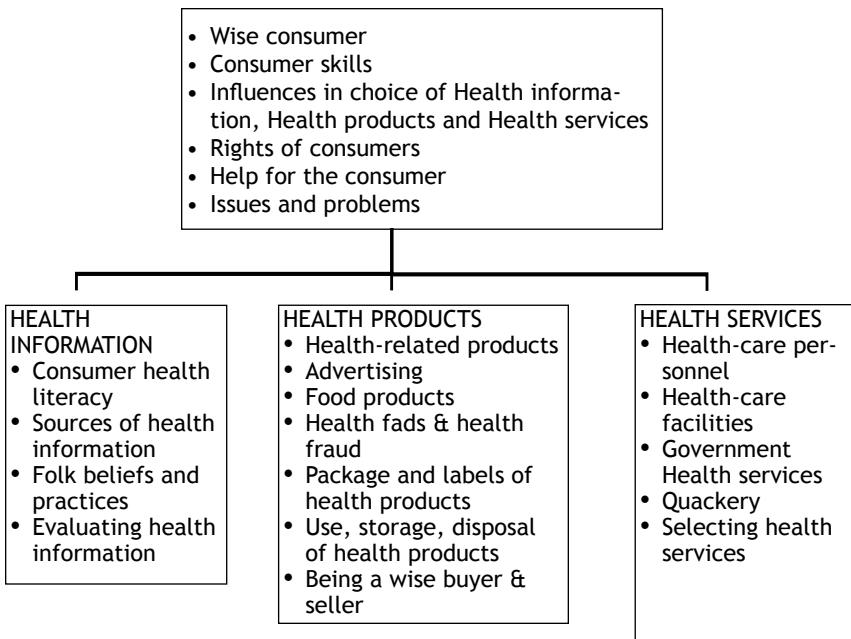 • Wise consumer
• Consumer skills
• Influences in choice of Health informa-
tion, Health products and Health services
• Rights of consumers
• Help for the consumer
• Issues and problems
HEALTH
INFORMATION
• Consumer health
literacy
• Sources of health
information
• Folk beliefs and
practices
• Evaluating health
information
HEALTH PRODUCTS
• Health-related products
• Advertising
• Food products
• Health fads & health
fraud
• Package and labels of
health products
• Use, storage, disposal
of health products
• Being a wise buyer &
seller
HEALTH SERVICES
• Health-care per-
sonnel
• Health-care
facilities
• Government
Health services
• Quackery
• Selecting health
services